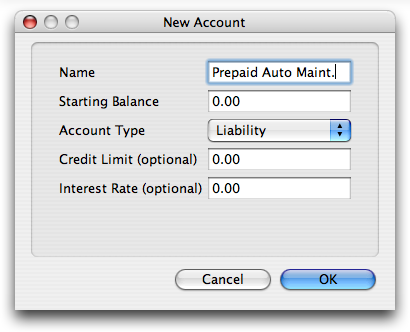 New Account
Name Prepaid Auto Maint.
Starting Balance 0.00
Account Type Liability
Credit Limit (optional) 0.00
Interest Rate (optional) 0.00
Cancel OK